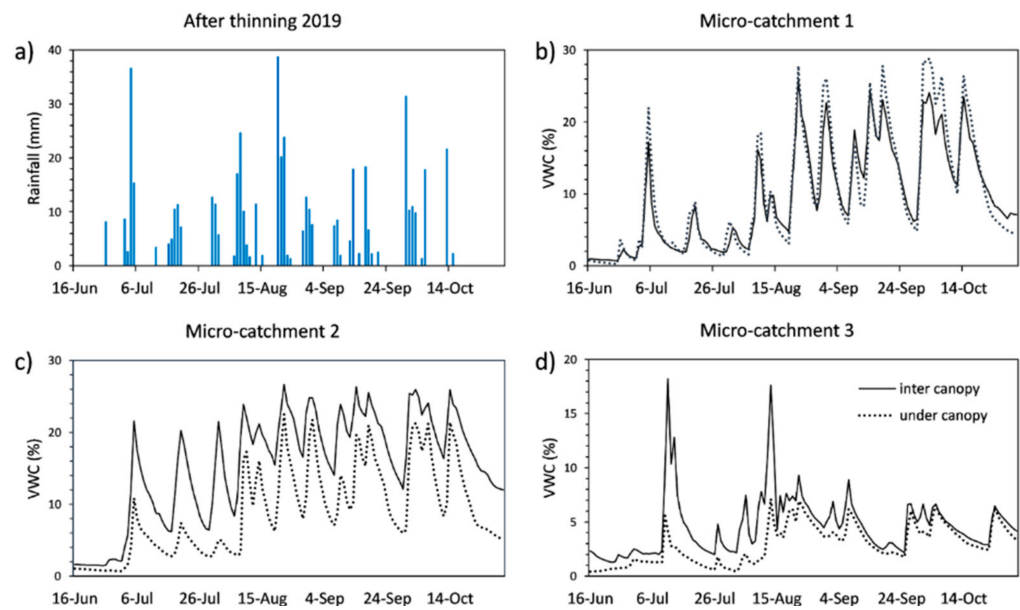 After thinning 2019
a)
Rainfall (mm)
40
30
20
10
0
16-Jun 6-Jul 26-Jul 15-Aug 4-Sep 24-Sep 14-Oct
Micro-catchment 1
b)
VWC (%)
30
20
10
0
16-Jun 6-Jul 26-Jul 15-Aug 4-Sep 24-Sep 14-Oct
Micro-catchment 2
c)
VWC (%)
30
20
10
0
16-Jun 6-Jul 26-Jul 15-Aug 4-Sep 24-Sep 14-Oct
Micro-catchment 3
d)
VWC (%)
20
15
10
5
0
16-Jun 6-Jul 26-Jul 15-Aug 4-Sep 24-Sep 14-Oct
inter canopy
under canopy